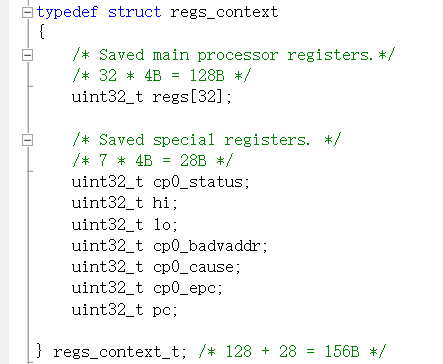 typedef struct regs_context
{
/* Saved main processor registers.*/
/* 32 * 4B = 128B */
uint32_t regs[32];
/* Saved special registers. */
/* 7 * 4B = 28B */
uint32_t cp0_status;
uint32_t hi;
uint32_t lo;
uint32_t cp0_badvaddr;
uint32_t cp0_cause;
uint32_t cp0_epc;
uint32_t pc;
} regs_context_t; /* 128 + 28 = 156B */